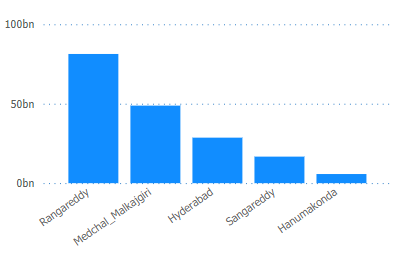 100bn
50bn
0bn
Rangareddy
Medchal_Malkajgiri
Hyderabad
Sangareddy
Hanumakonda